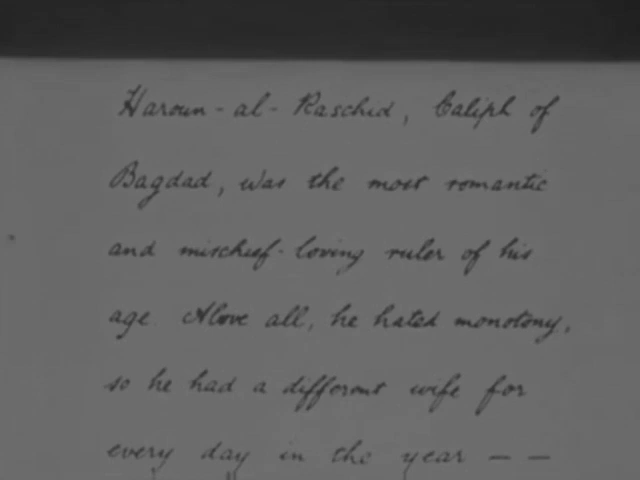 Haroun-al-Raschid, Caliph of
Bagdad, was the most romantic
and mischief-loving ruler of his
age. Above all, he hated monotony,
so he had a different wife for
every day in the year — —